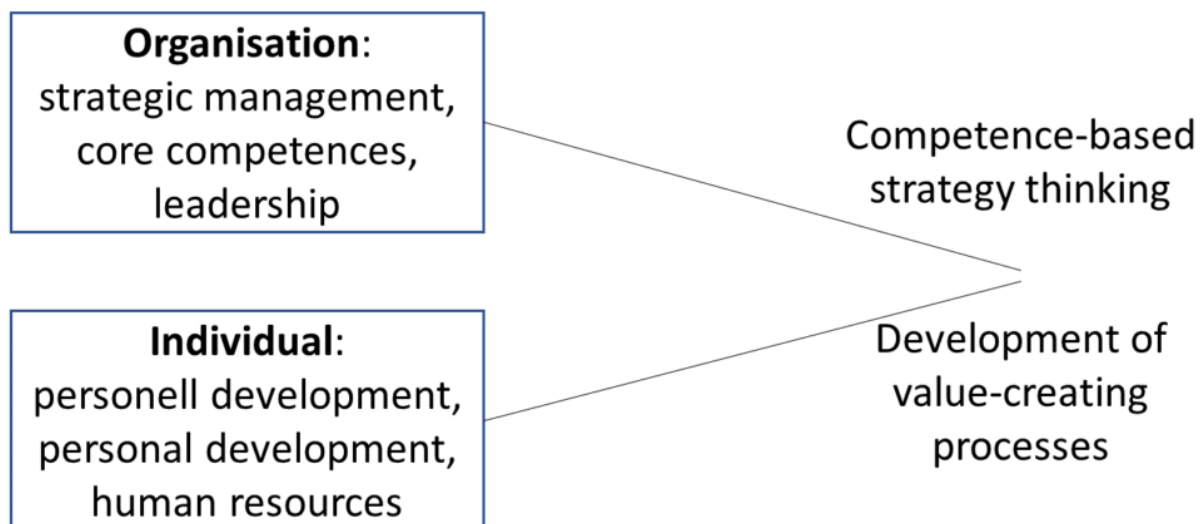 Organisation:
strategic management,
core competences,
leadership
Competence-based
strategy thinking
Individual:
personell development,
personal development,
human resources
Development of
value-creating
processes